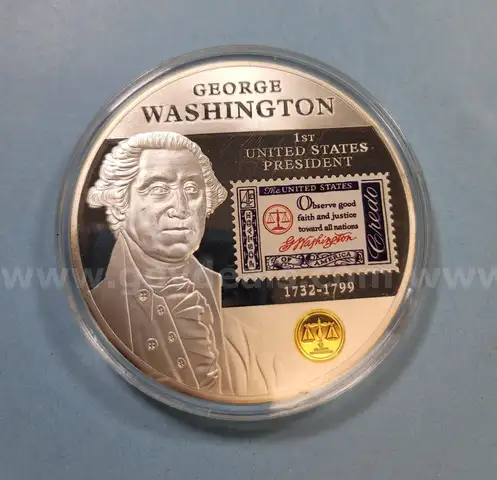 GEORGE
WASHINGTON
1ST
UNITED STATES
PRESIDENT
The UNITED STATES
4¢
POSTAGE
Observe good
faith and justice
toward all nations
G Washington
Credo
of
AMERICA
1732-1799